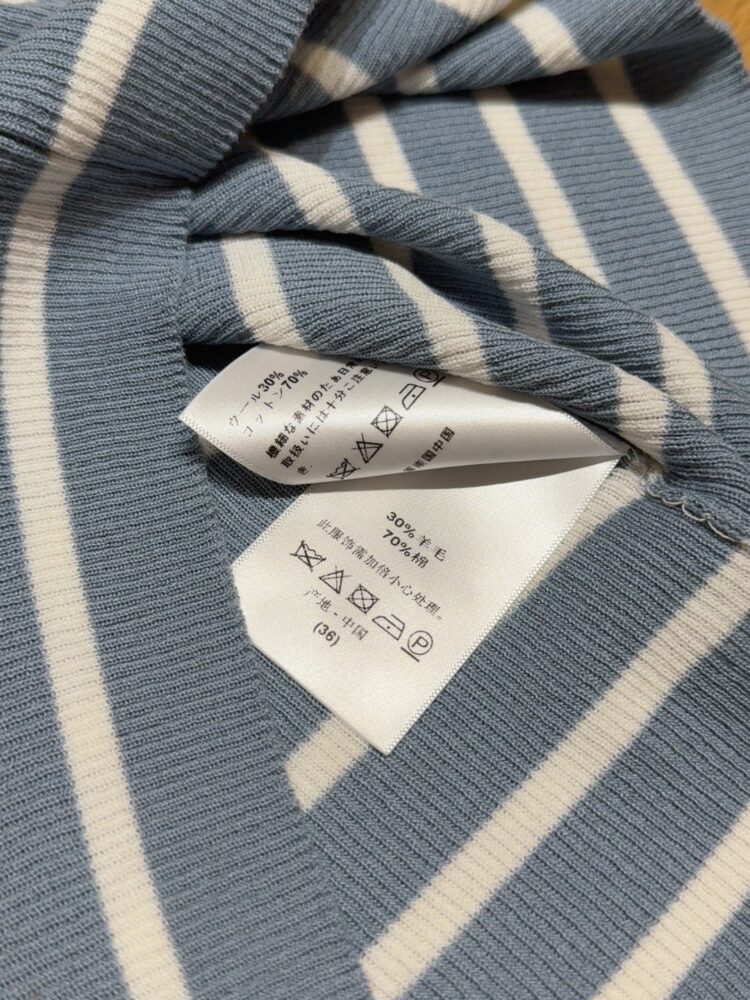 ウール30%
コットン70%
繊細な素材のため日
取扱いには十分ご注意
き
産国中国
30%羊毛
70%棉
此服饰需加倍小心处理。
P
产地-中国
(36)